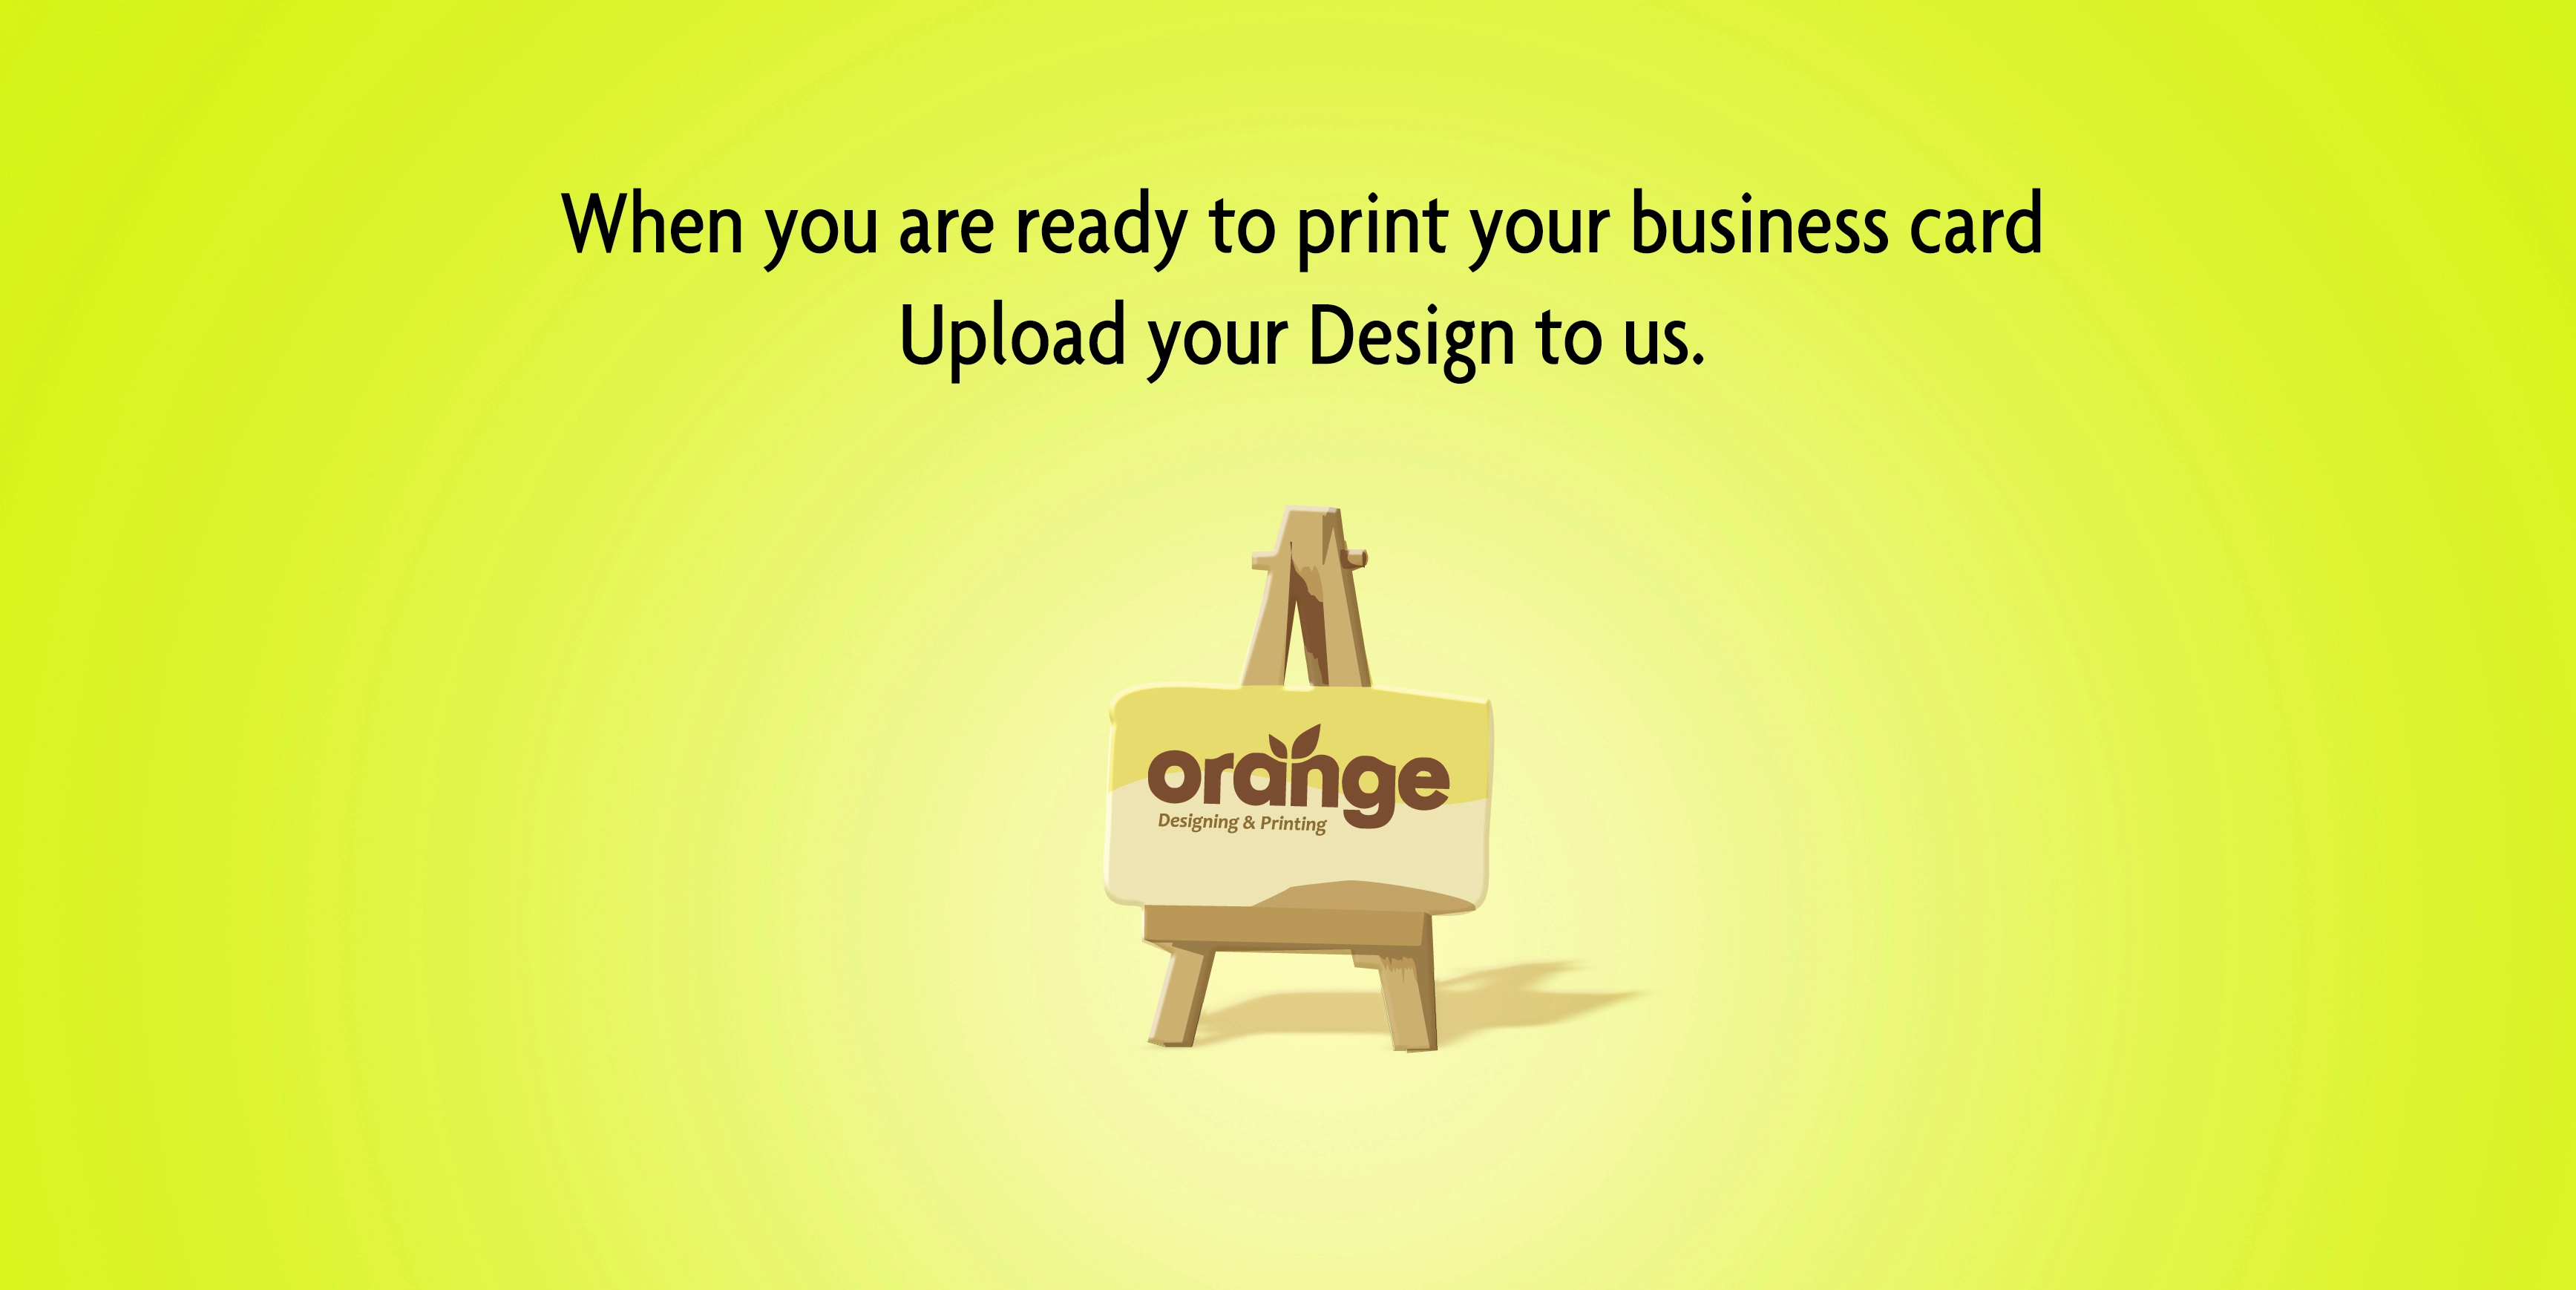 When you are ready to print your business card
Upload your Design to us.
orange
Designing & Printing